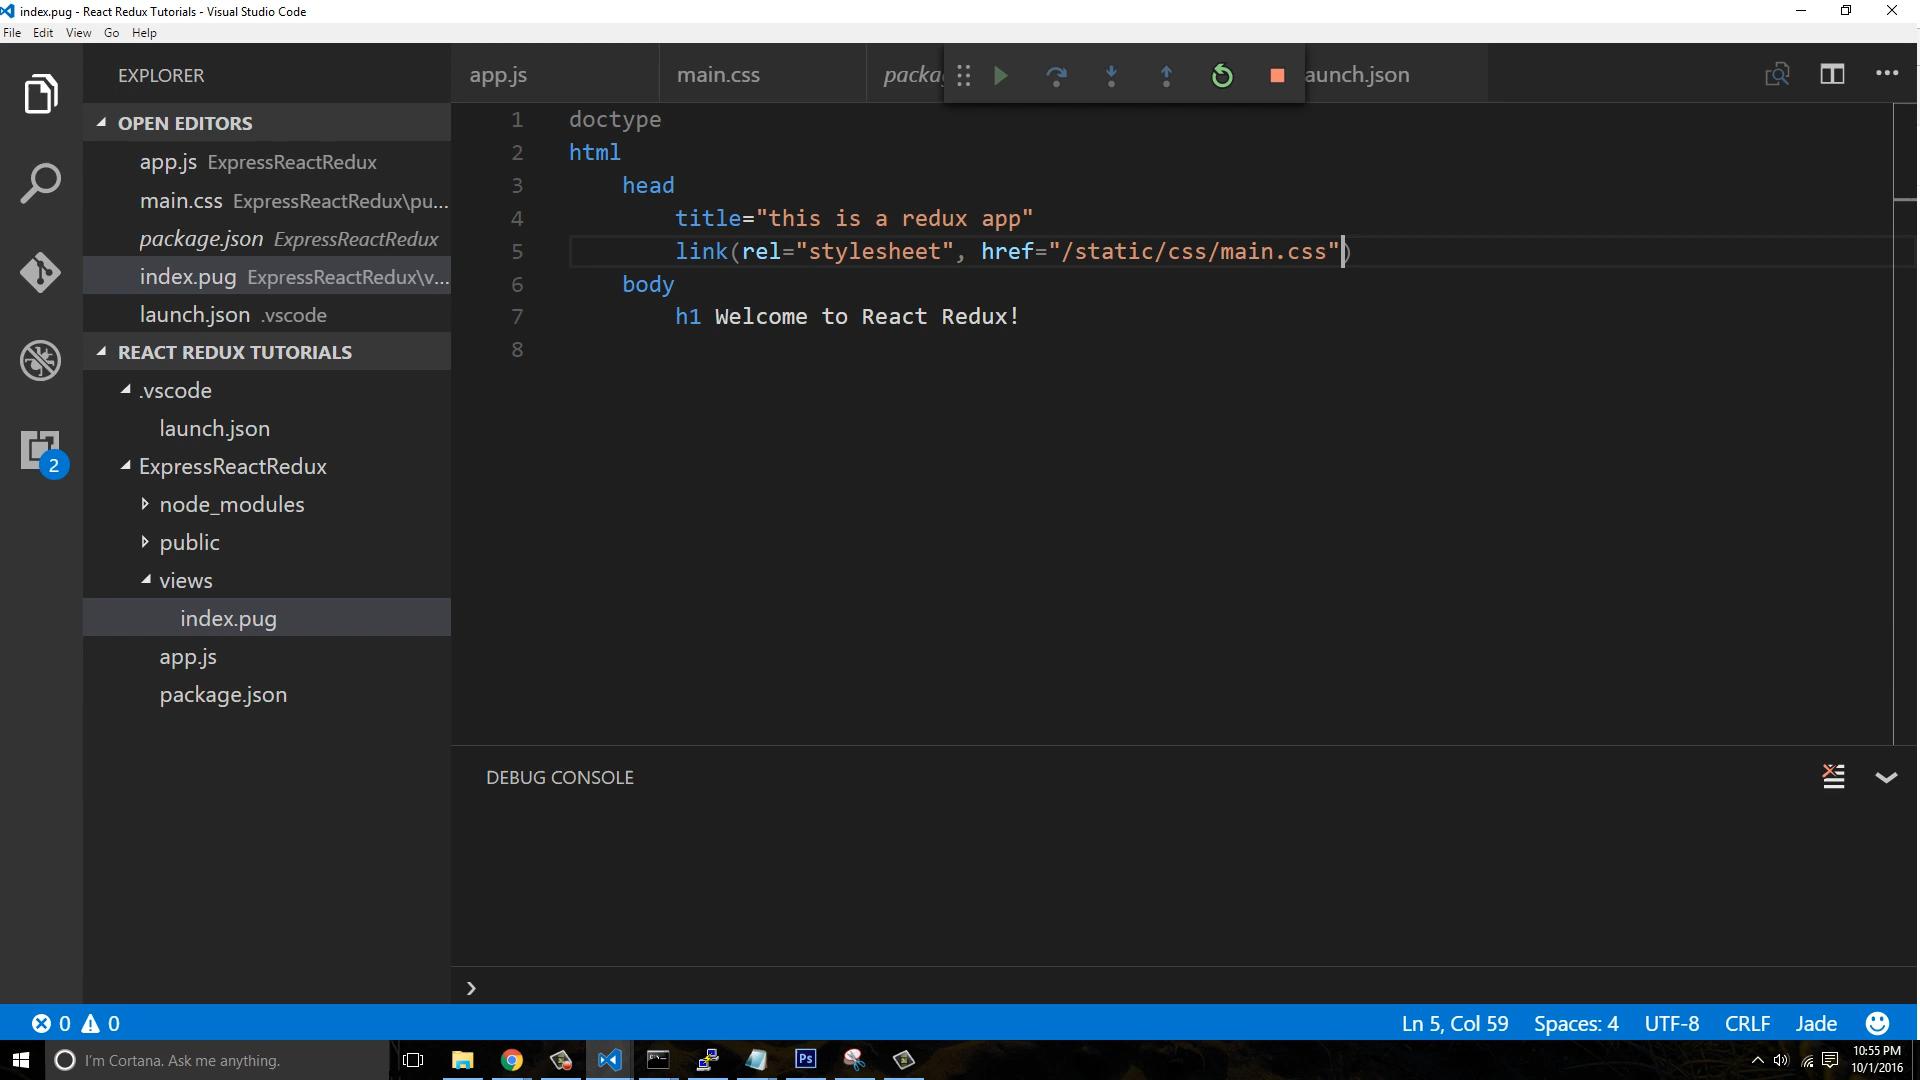 index.pug - React Redux Tutorials - Visual Studio Code
File Edit View Go Help
EXPLORER
OPEN EDITORS
app.js ExpressReactRedux
main.css ExpressReactRedux\pu...
package.json ExpressReactRedux
index.pug ExpressReactRedux\v...
launch.json .vscode
REACT REDUX TUTORIALS
.vscode
launch.json
ExpressReactRedux
node_modules
public
views
index.pug
app.js
package.json
2
app.js main.css packa aunch.json
1 doctype
2 html
3 head
4 title="this is a redux app"
5 link(rel="stylesheet", href="/static/css/main.css")
6 body
7 h1 Welcome to React Redux!
8
DEBUG CONSOLE
0 0
Ln 5, Col 59 Spaces: 4 UTF-8 CRLF Jade
I'm Cortana. Ask me anything.
Ps
10:55 PM
10/1/2016